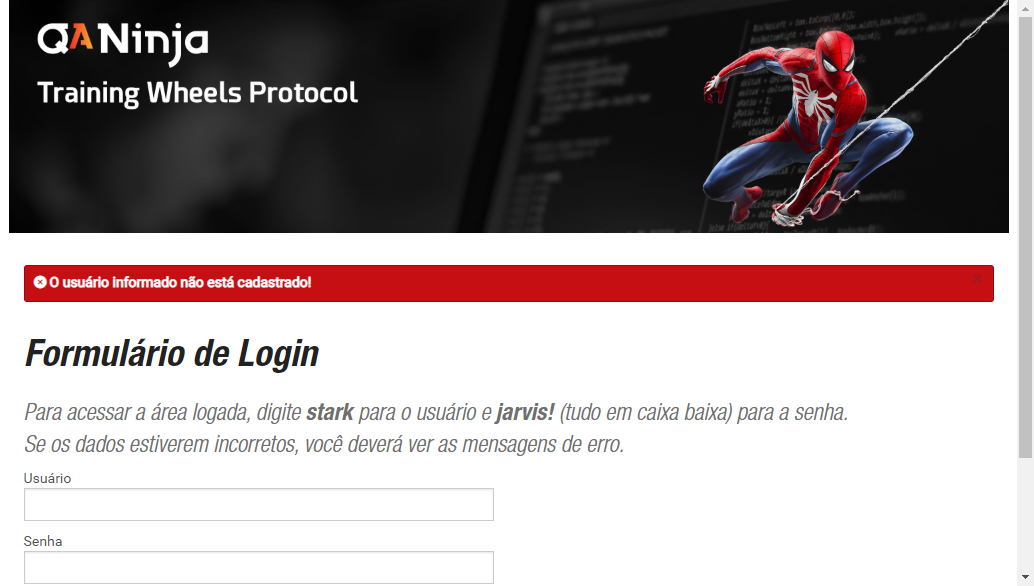 QANinja
Training Wheels Protocol
O usuário informado não está cadastrado!
Formulário de Login
Para acessar a área logada, digite stark para o usuário e jarvis! (tudo em caixa baixa) para a senha.
Se os dados estiverem incorretos, você deverá ver as mensagens de erro.
Usuário
Senha